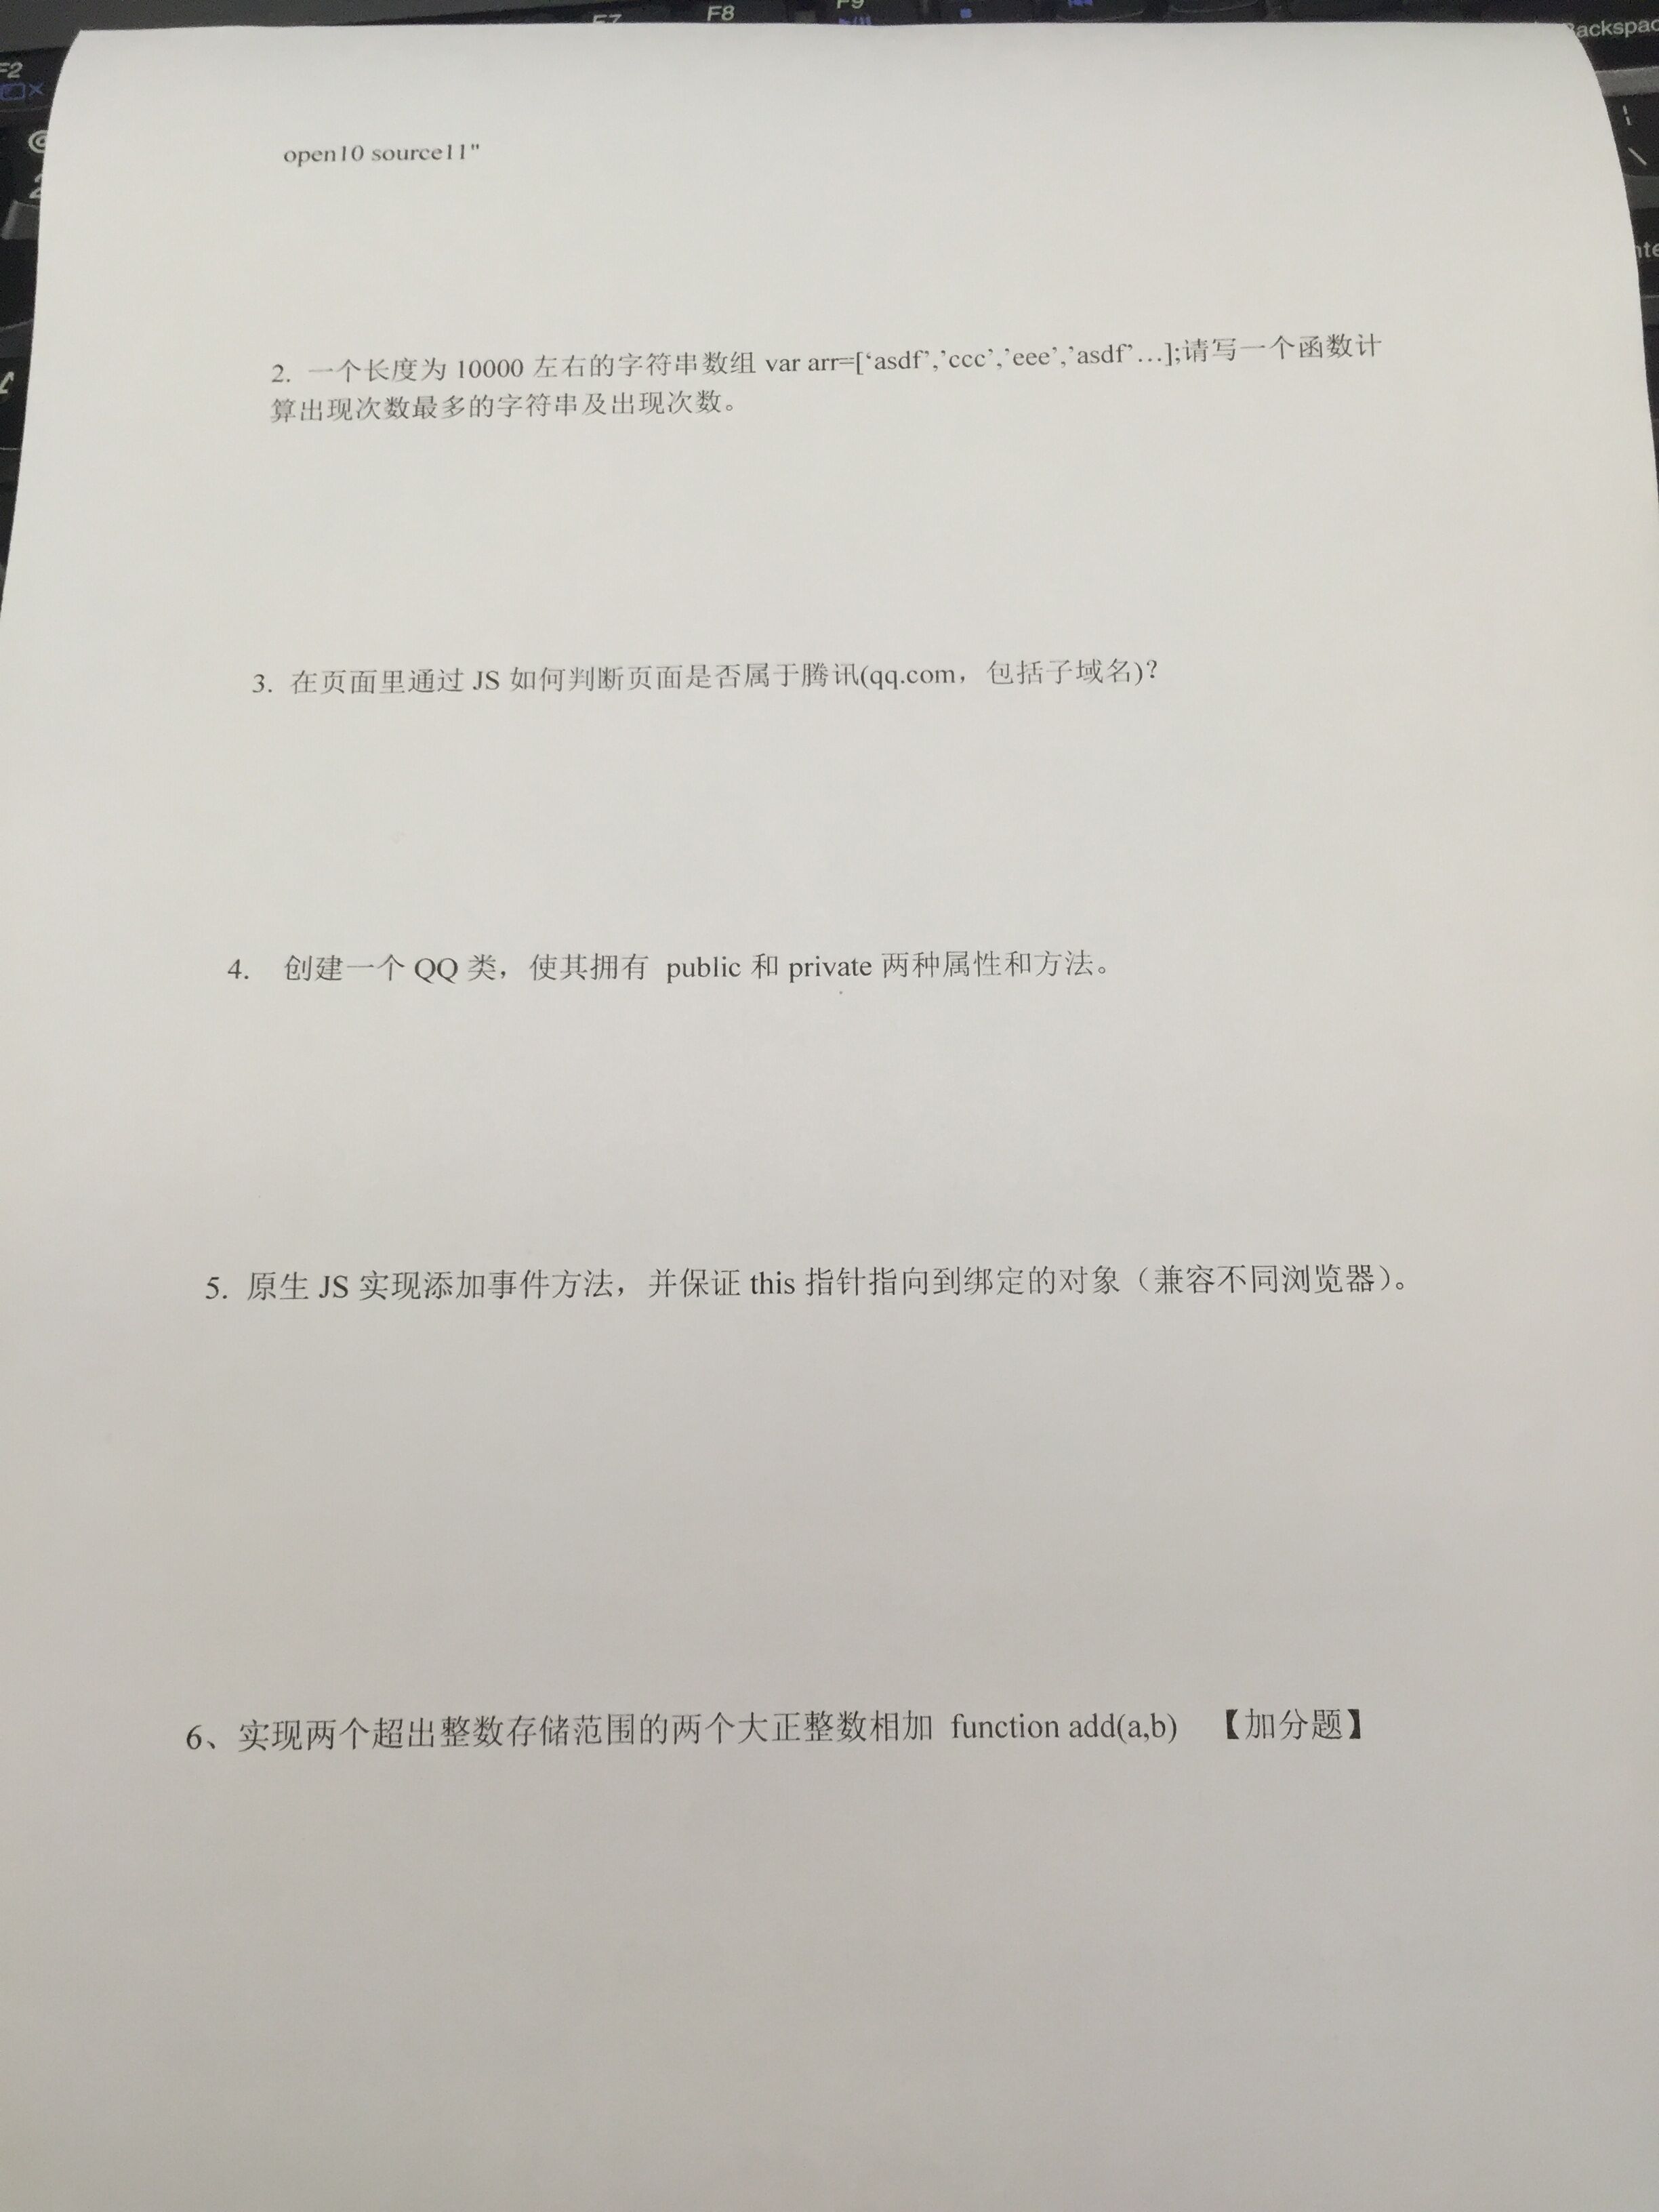 F7
F8
F9
Backspac
F2
open10 source11"
2. 一个长度为 10000 左右的字符串数组 var arr=[‘asdf’,’ccc’,’eee’,’asdf’…];请写一个函数计
算出现次数最多的字符串及出现次数。
3. 在页面里通过 JS 如何判断页面是否属于腾讯(qq.com，包括子域名)？
4. 创建一个 QQ 类，使其拥有 public 和 private 两种属性和方法。
5. 原生 JS 实现添加事件方法，并保证 this 指针指向到绑定的对象（兼容不同浏览器）。
6、实现两个超出整数存储范围的两个大正整数相加 function add(a,b) 【加分题】